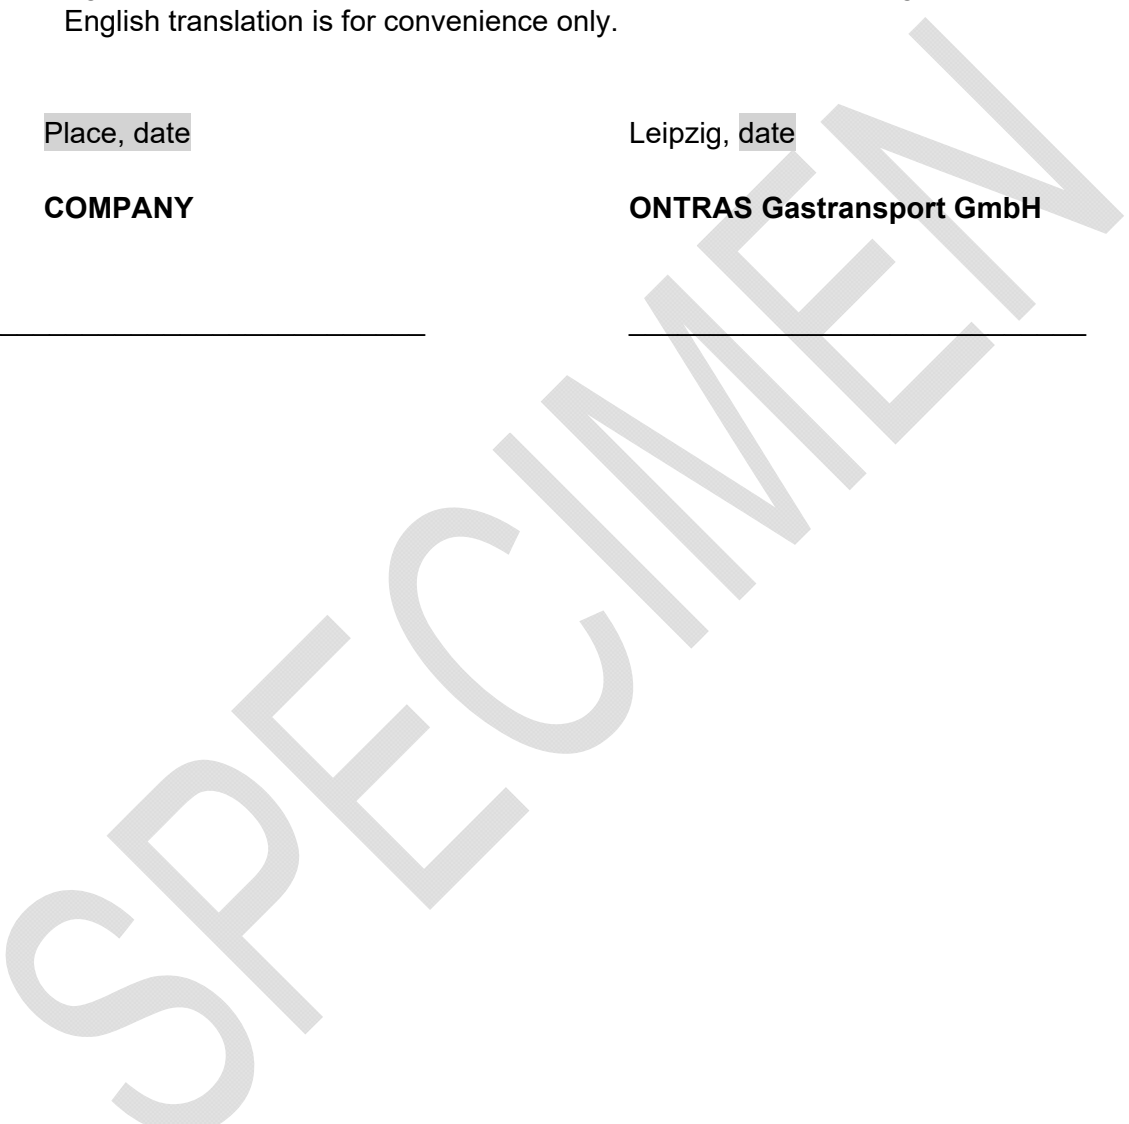 English translation is for convenience only.
Place, date
Leipzig, date
COMPANY
ONTRAS Gastransport GmbH
SPECIMEN